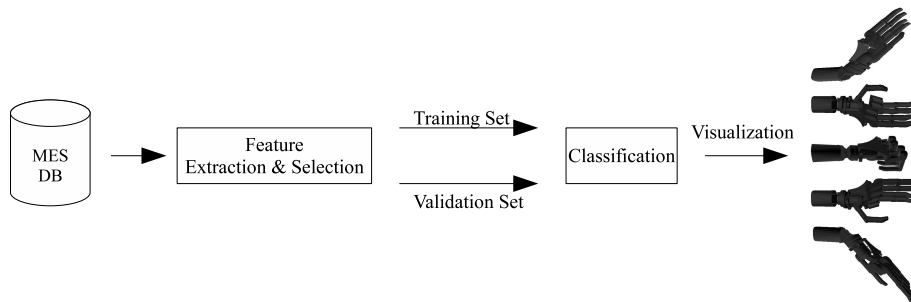 MES
DB
Feature
Extraction & Selection
Training Set
Validation Set
Classification
Visualization